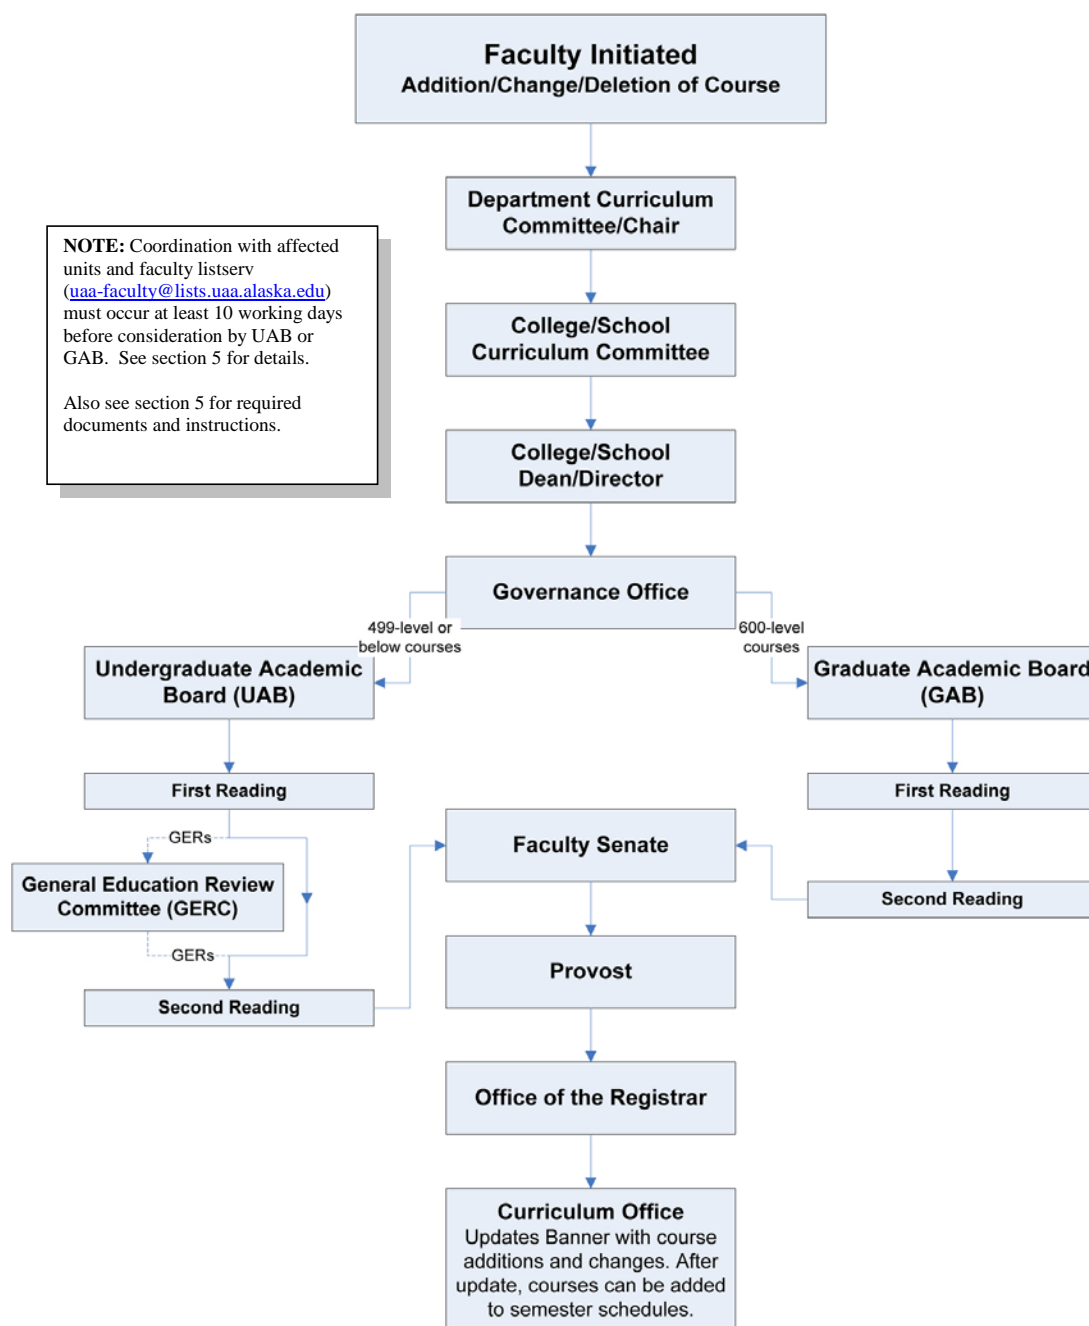 Faculty Initiated
Addition/Change/Deletion of Course
Department Curriculum
Committee/Chair
NOTE: Coordination with affected
units and faculty listserv
(uaa-faculty@lists.uaa.alaska.edu)
must occur at least 10 working days
before consideration by UAB or
GAB.  See section 5 for details.
Also see section 5 for required
documents and instructions.
College/School
Curriculum Committee
College/School
Dean/Director
Governance Office
499-level or
below courses
600-level
courses
Undergraduate Academic
Board (UAB)
Graduate Academic Board
(GAB)
First Reading
First Reading
GERs
General Education Review
Committee (GERC)
GERs
Second Reading
Faculty Senate
Second Reading
Provost
Office of the Registrar
Curriculum Office
Updates Banner with course
additions and changes. After
update, courses can be added
to semester schedules.